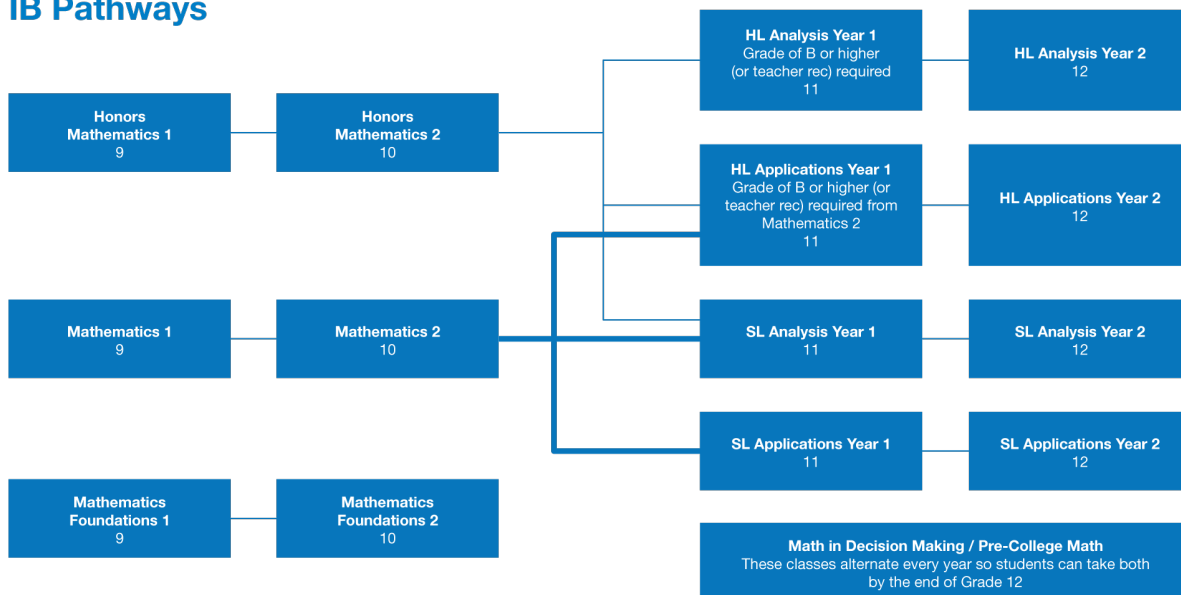 IB Pathways
Honors
Mathematics 1
9
Honors
Mathematics 2
10
HL Analysis Year 1
Grade of B or higher
(or teacher rec) required
11
HL Analysis Year 2
12
HL Applications Year 1
Grade of B or higher (or
teacher rec) required from
Mathematics 2
11
HL Applications Year 2
12
Mathematics 1
9
Mathematics 2
10
SL Analysis Year 1
11
SL Analysis Year 2
12
SL Applications Year 1
11
SL Applications Year 2
12
Mathematics
Foundations 1
9
Mathematics
Foundations 2
10
Math in Decision Making / Pre-College Math
These classes alternate every year so students can take both
by the end of Grade 12